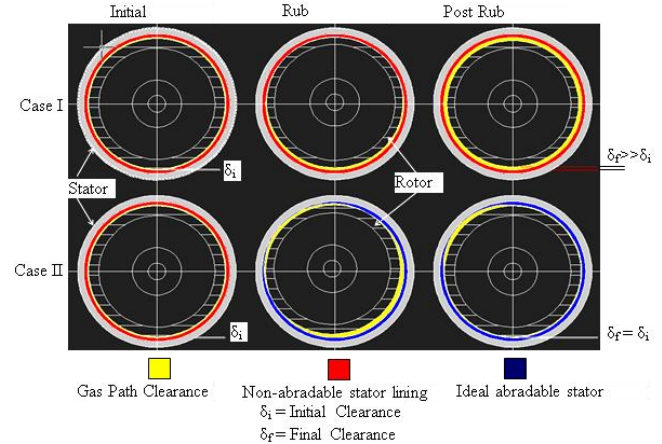 Initial Rub Post Rub
Case I
δf>>δi
δi
Stator
Rotor
Case II
δi
δf = δi
Gas Path Clearance
Non-abradable stator lining
Ideal abradable stator
δi = Initial Clearance
δf = Final Clearance